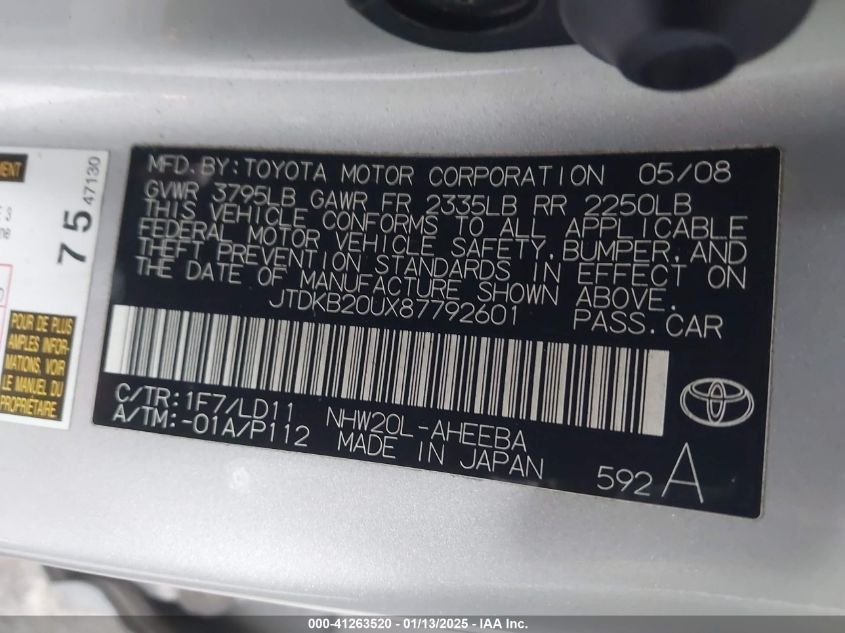 MFD. BY: TOYOTA MOTOR CORPORATION 05/08
GVWR 3795LB GAWR FR 2335LB RR 2250LB
THIS VEHICLE CONFORMS TO ALL APPLICABLE
FEDERAL MOTOR VEHICLE SAFETY, BUMPER, AND
THEFT PREVENTION STANDARDS IN EFFECT ON
THE DATE OF MANUFACTURE SHOWN ABOVE.
JTDKB20UX87792601 PASS. CAR
C/TR: 1F7/LD11 NHW20L-AHEEBA
A/TM: -01A/P112 MADE IN JAPAN
592 A
75
47130
POUR DE PLUS
AMPLES INFOR-
MATIONS, VOIR
LE MANUEL DU
PROPRIÉTAIRE.
000-41263520 - 01/13/2025 - IAA Inc.